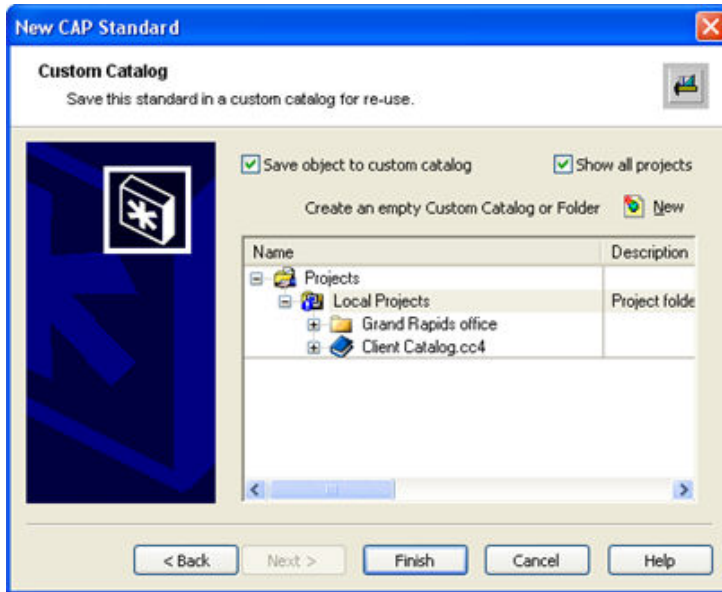 New CAP Standard
Custom Catalog
Save this standard in a custom catalog for re-use.
Save object to custom catalog
Show all projects
Create an empty Custom Catalog or Folder New
Name Description
Projects
Local Projects Project folde
Grand Rapids office
Client Catalog.cc4
< Back Next > Finish Cancel Help